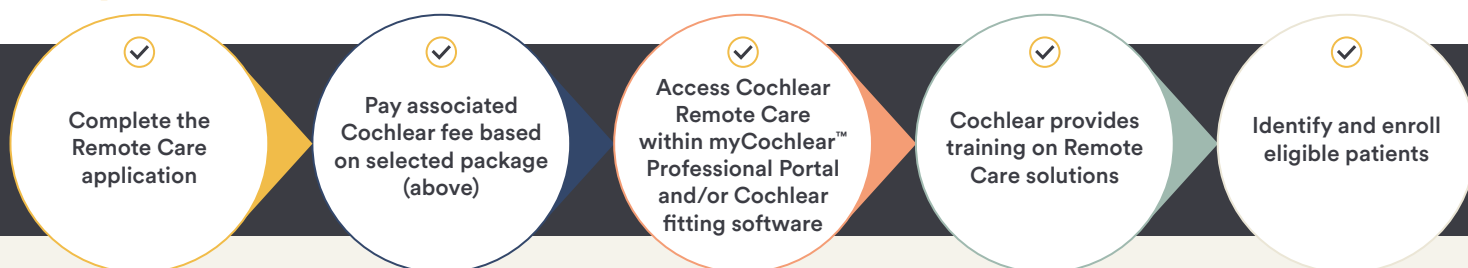 Complete the
Remote Care
application
Pay associated
Cochlear fee based
on selected package
(above)
Access Cochlear
Remote Care
within myCochlear™
Professional Portal
and/or Cochlear
fitting software
Cochlear provides
training on Remote
Care solutions
Identify and enroll
eligible patients